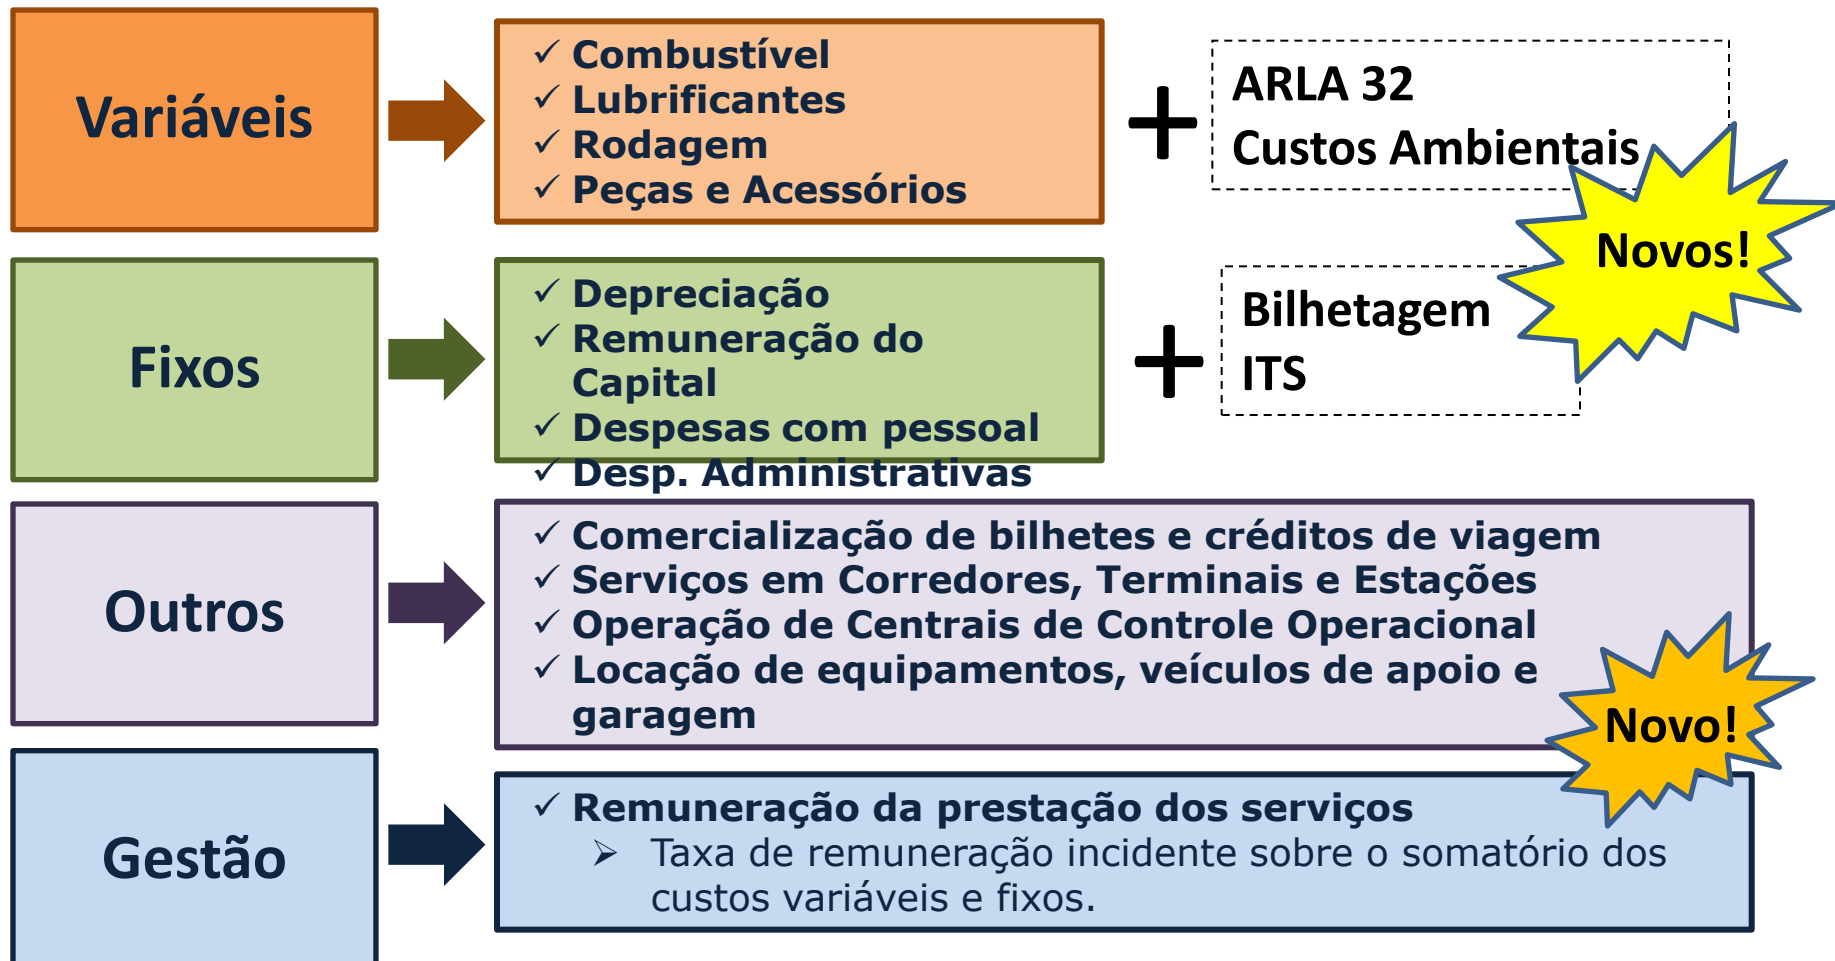 Variáveis
✓ Combustível
✓ Lubrificantes
✓ Rodagem
✓ Peças e Acessórios
+
ARLA 32
Custos Ambientais
Novos!
Fixos
✓ Depreciação
✓ Remuneração do
Capital
✓ Despesas com pessoal
✓ Desp. Administrativas
+
Bilhetagem
ITS
Outros
✓ Comercialização de bilhetes e créditos de viagem
✓ Serviços em Corredores, Terminais e Estações
✓ Operação de Centrais de Controle Operacional
✓ Locação de equipamentos, veículos de apoio e
garagem
Novo!
Gestão
✓ Remuneração da prestação dos serviços
➢ Taxa de remuneração incidente sobre o somatório dos
custos variáveis e fixos.